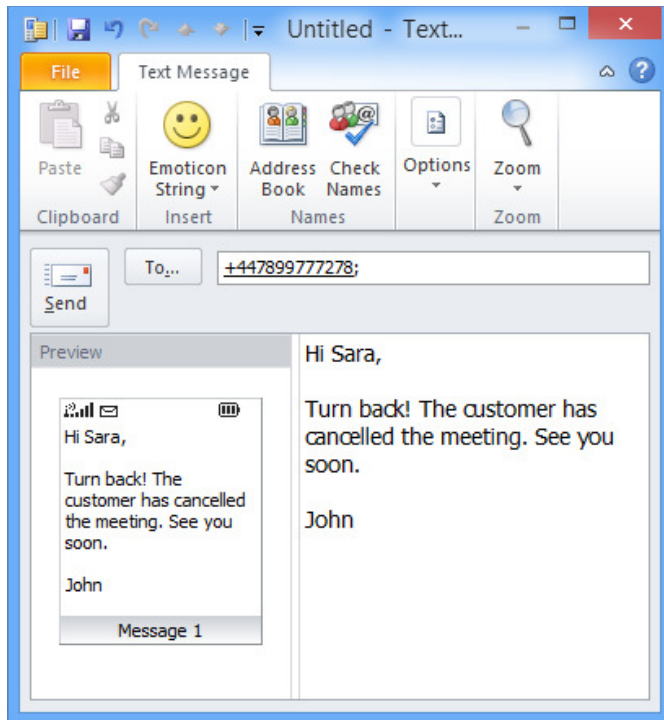 Untitled - Text...
File
Text Message
Paste
Clipboard
Emoticon
String
Insert
Address
Book
Check
Names
Names
Options
Zoom
Zoom
Send
To...
+447899777278;
Preview
Hi Sara,
Turn back! The
customer has cancelled
the meeting. See you
soon.
John
Message 1
Hi Sara,
Turn back! The customer has
cancelled the meeting. See you
soon.
John